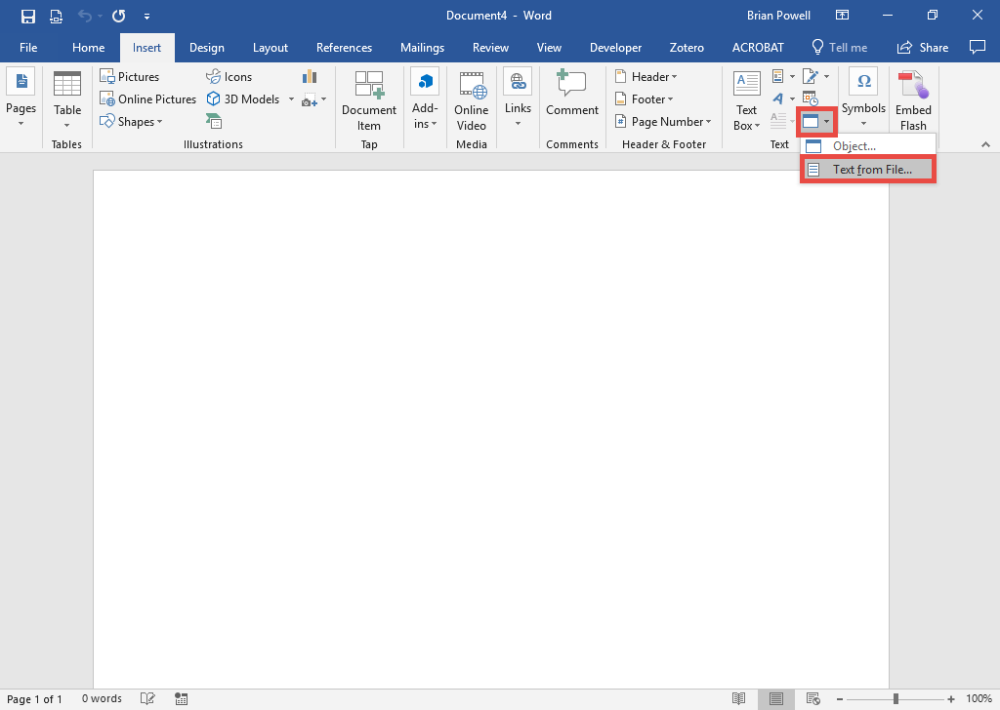 Document4 - Word
Brian Powell
File Home Insert Design Layout References Mailings Review View Developer Zotero ACROBAT Tell me Share
Pages
Table
Tables
Pictures
Online Pictures
Shapes
Icons
3D Models
Illustrations
Document
Item
Tap
Add-
ins
Online
Video
Media
Links
Comment
Comments
Header
Footer
Page Number
Header & Footer
Text
Box
Text
Symbols
Embed
Flash
Object...
Text from File...
Page 1 of 1 0 words 100%